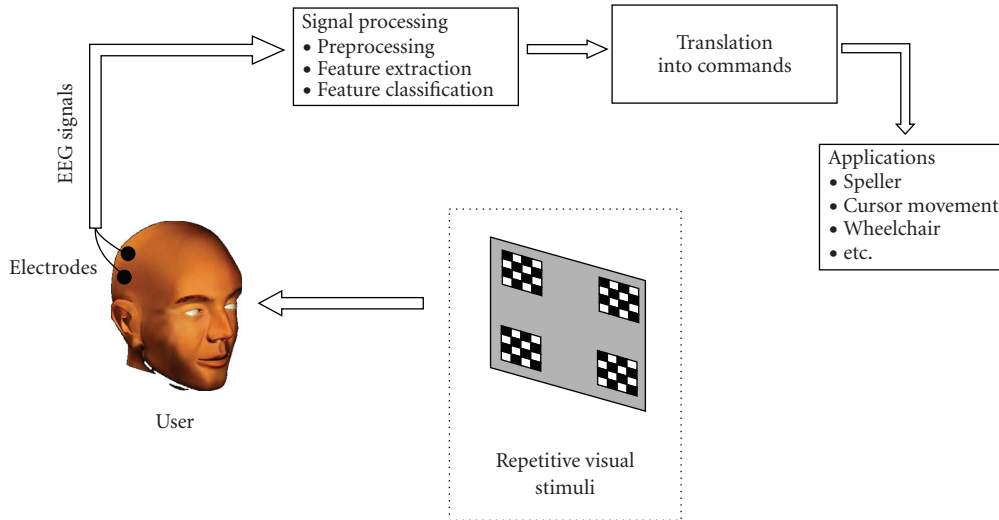 Signal processing
• Preprocessing
• Feature extraction
• Feature classification
Translation
into commands
Applications
• Speller
• Cursor movement
• Wheelchair
• etc.
EEG signals
Electrodes
User
Repetitive visual
stimuli